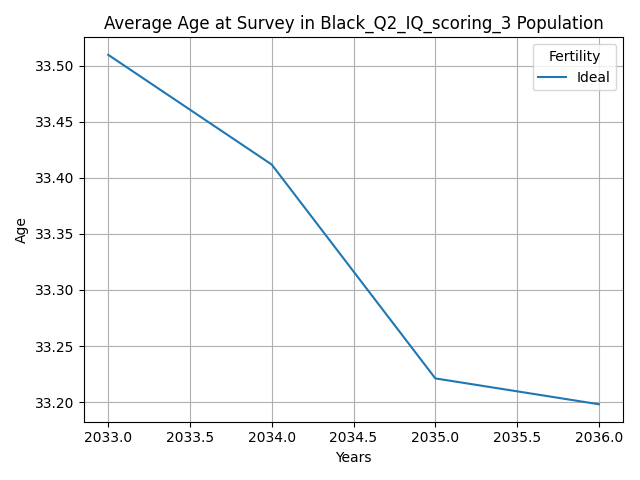 Average Age at Survey in Black_Q2_IQ_scoring_3 Population
Fertility
Ideal
33.50
33.45
33.40
33.35
33.30
33.25
33.20
Age
2033.0 2033.5 2034.0 2034.5 2035.0 2035.5 2036.0
Years